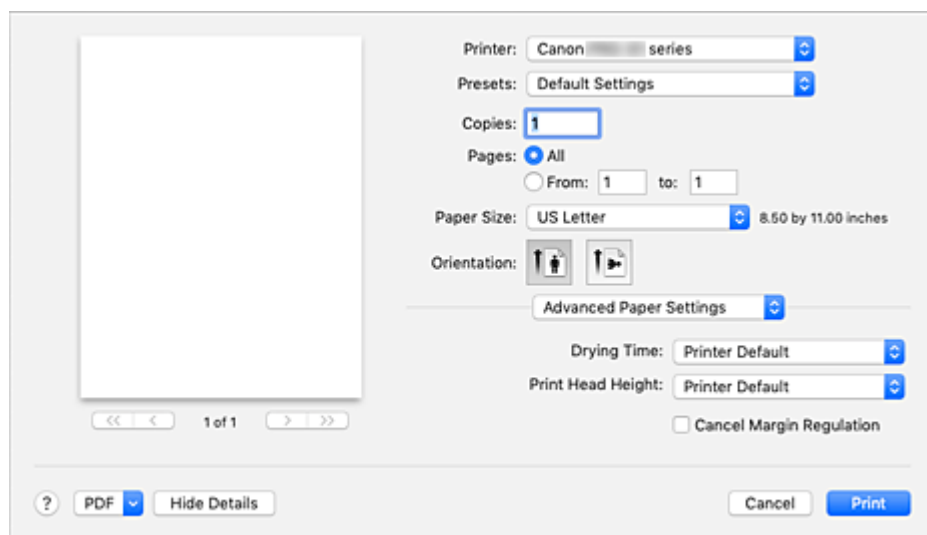 Printer: Canon series
Presets: Default Settings
Copies: 1
Pages: All
From: 1 to: 1
Paper Size: US Letter 8.50 by 11.00 inches
Orientation:
Advanced Paper Settings
Drying Time: Printer Default
Print Head Height: Printer Default
<< < 1 of 1 > >>
Cancel Margin Regulation
? PDF Hide Details Cancel Print